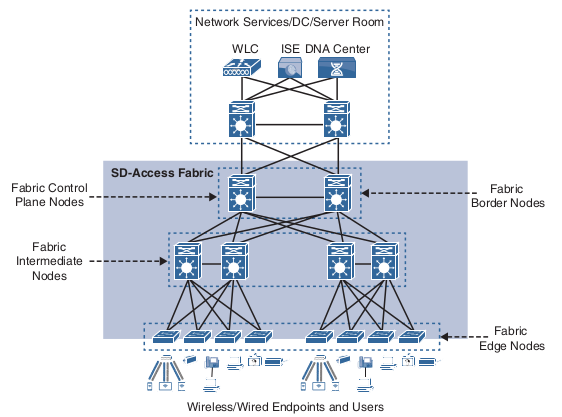 Network Services/DC/Server Room
WLC
ISE
DNA Center
SD-Access Fabric
Fabric Control
Plane Nodes
Fabric
Border Nodes
Fabric
Intermediate
Nodes
Fabric
Edge Nodes
Wireless/Wired Endpoints and Users